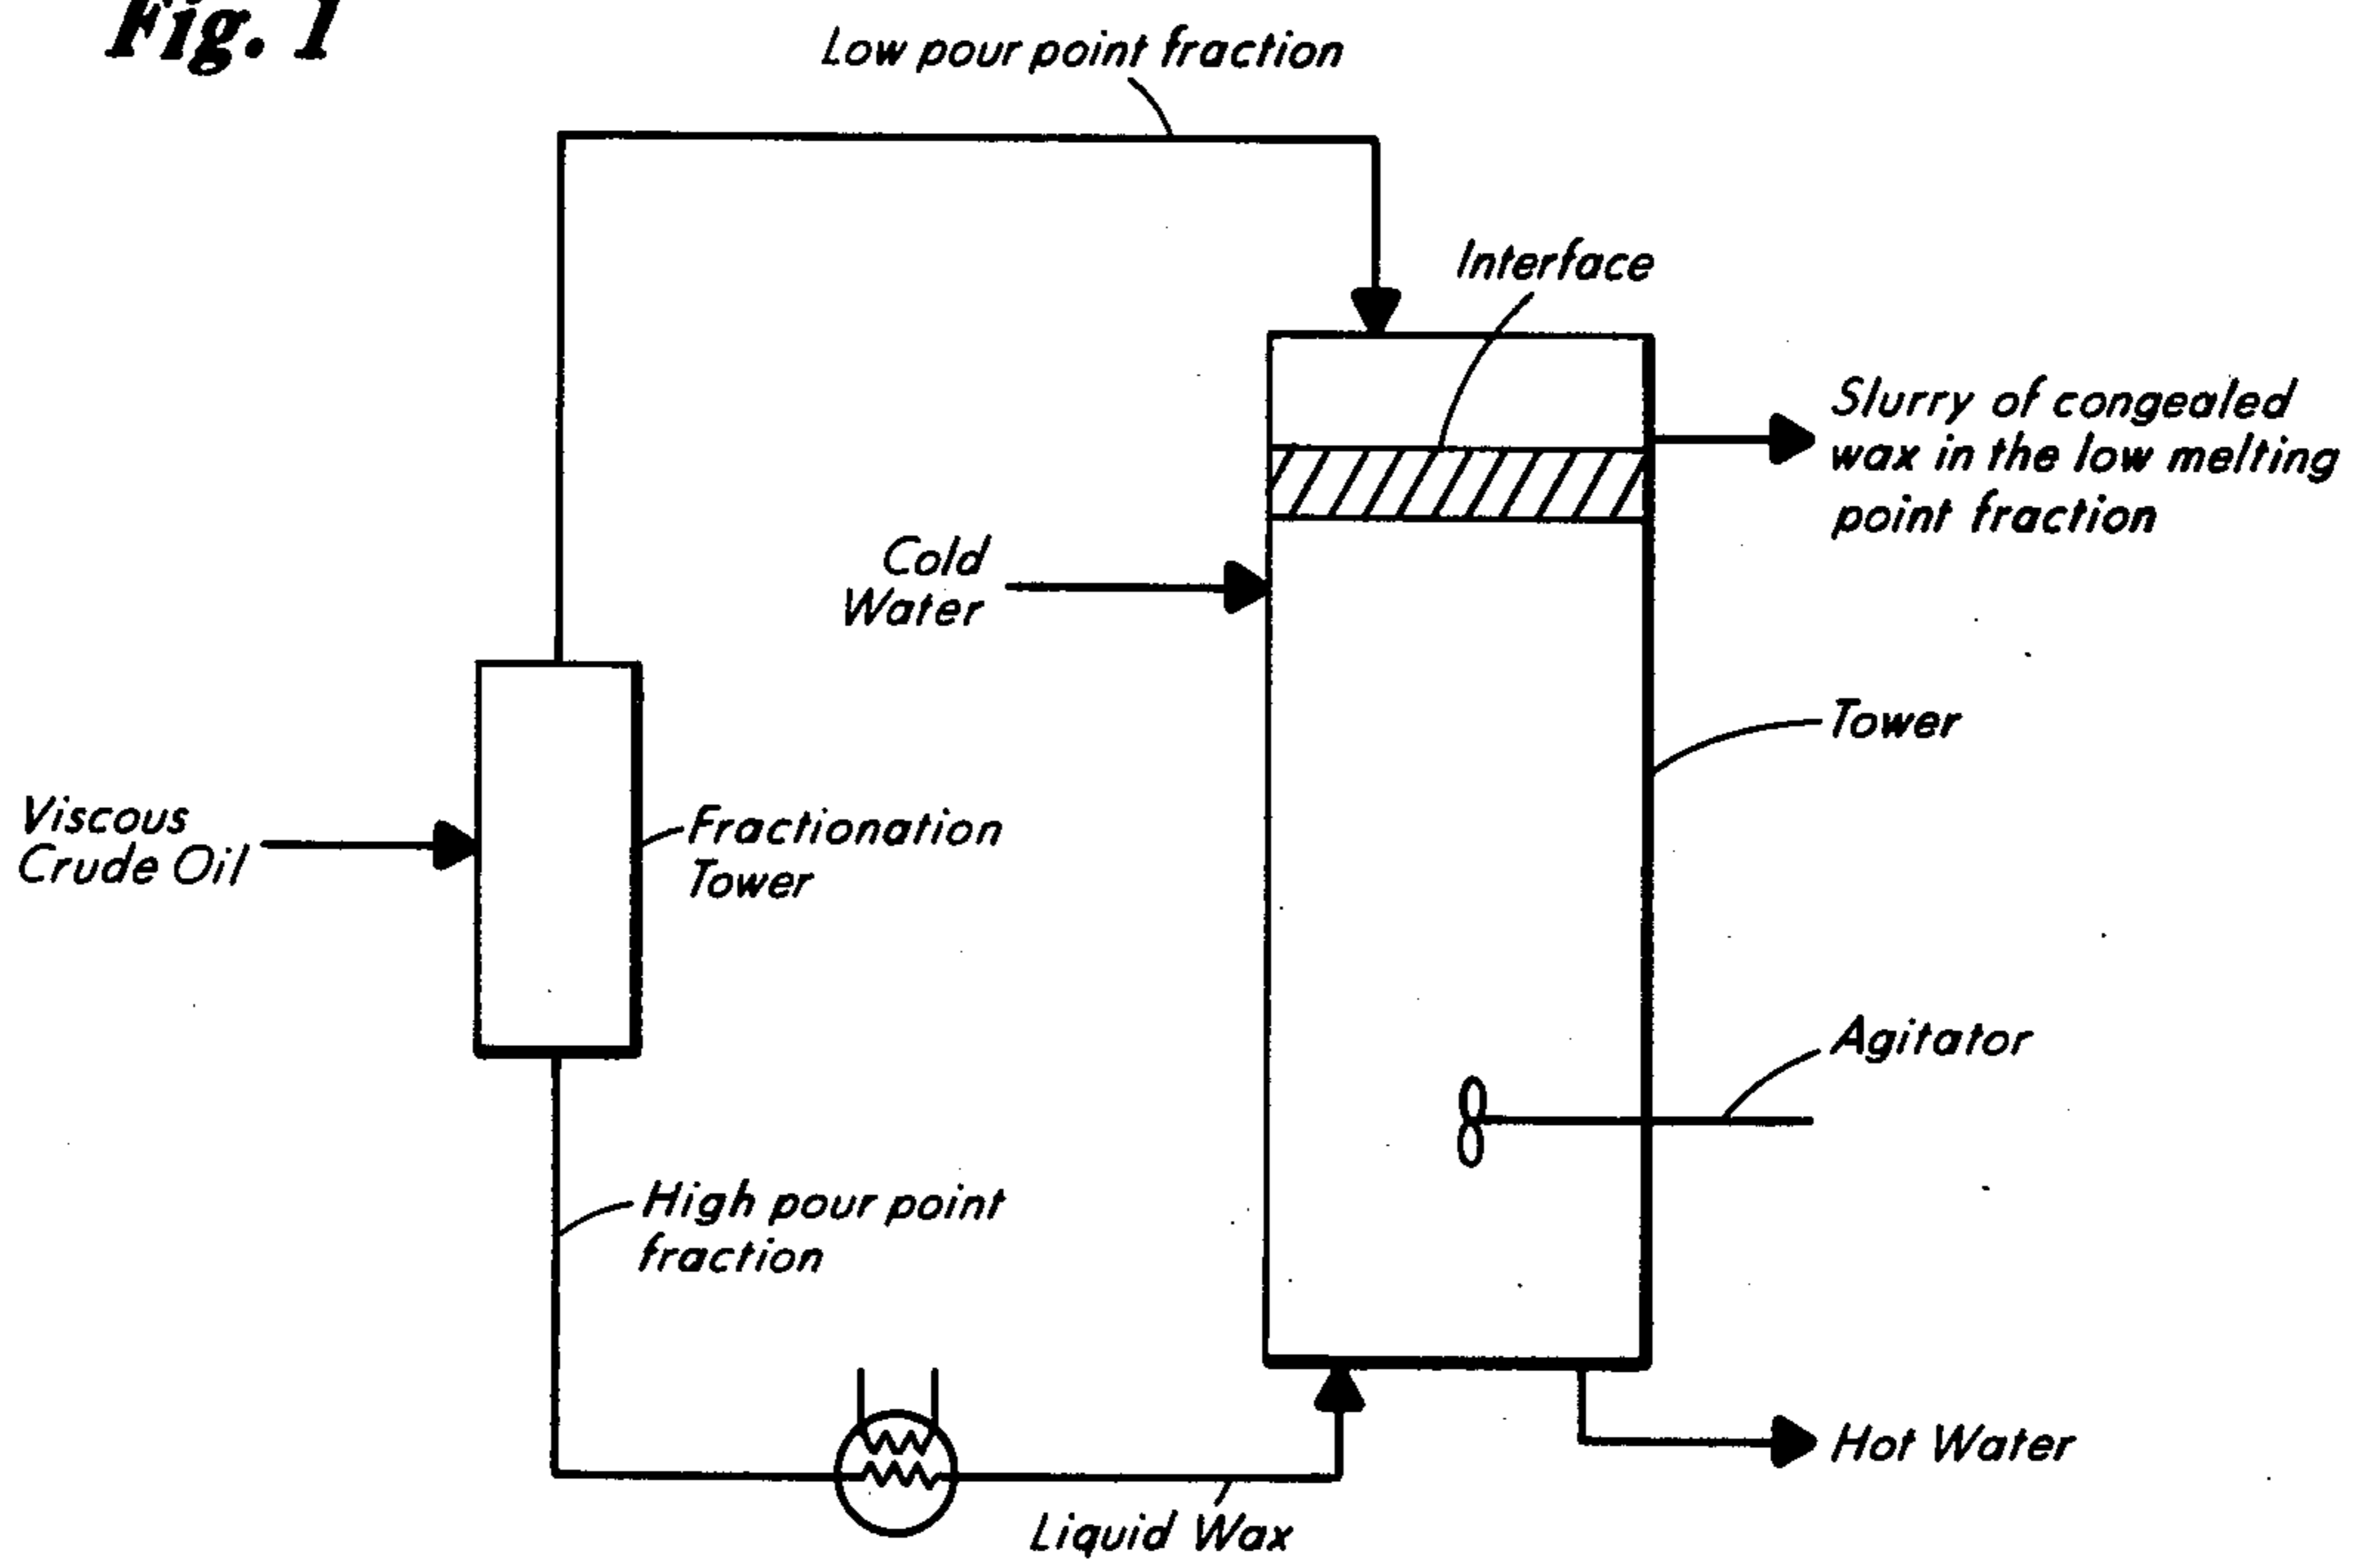 Fig. 1
Low pour point fraction
Interface
Slurry of congealed
wax in the low melting
point fraction
Cold
Water
Tower
Viscous
Crude Oil
Fractionation
Tower
Agitator
High pour point
fraction
Hot Water
Liquid Wax